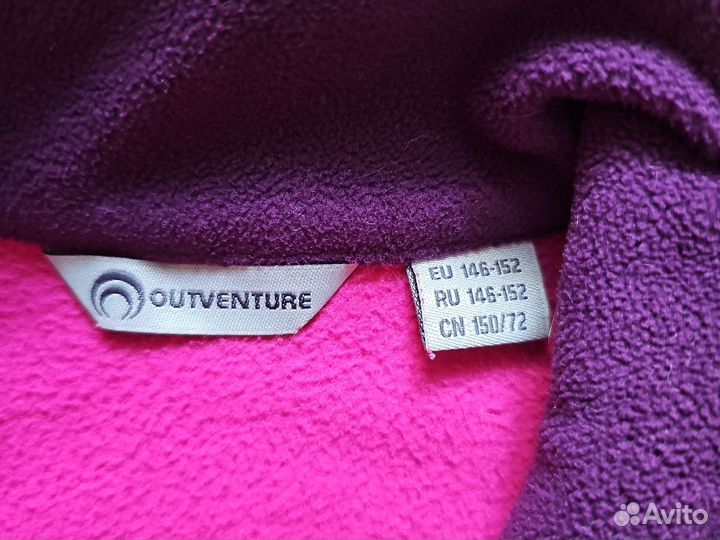 OUTVENTURE
EU 146-152
RU 146-152
CN 150/72
Avito